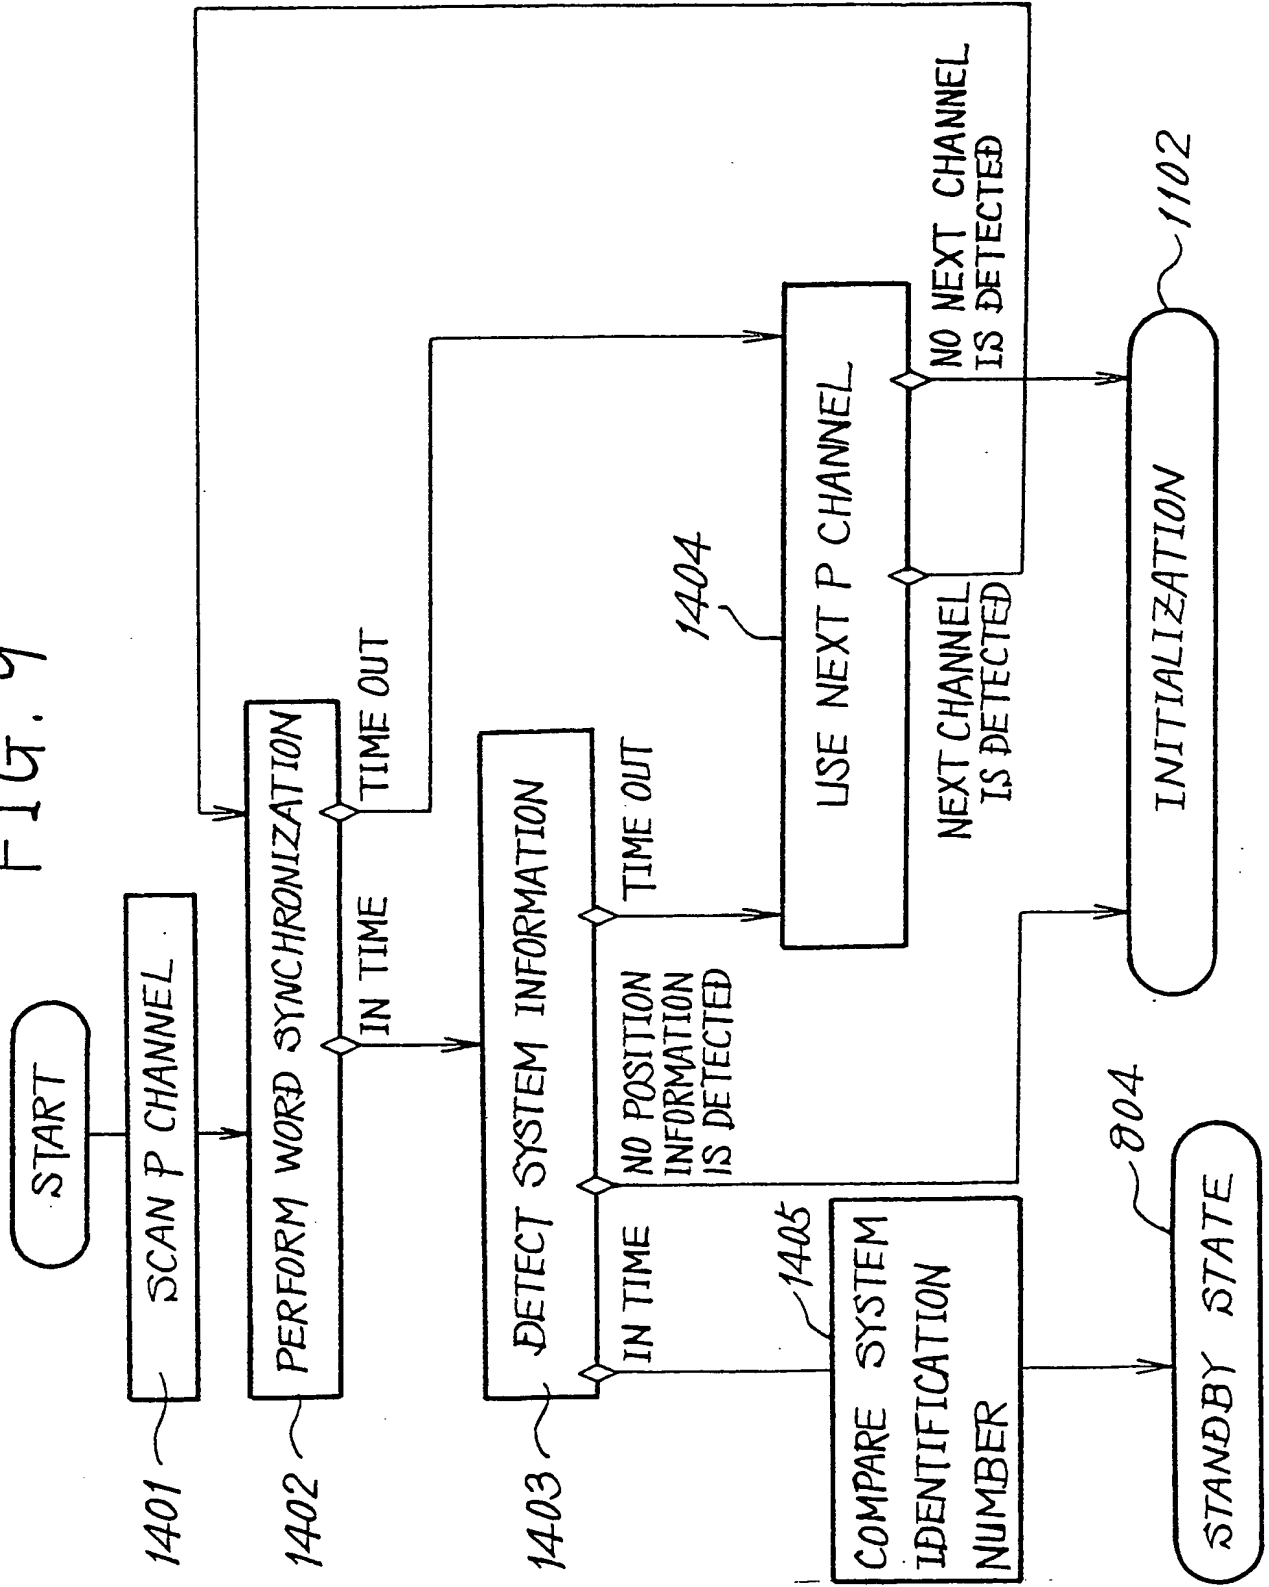 FIG. 9
START
SCAN P CHANNEL
1401
PERFORM WORD SYNCHRONIZATION
1402
IN TIME
TIME OUT
DETECT SYSTEM INFORMATION
1403
IN TIME
NO POSITION
INFORMATION
IS DETECTED
TIME OUT
1404
USE NEXT P CHANNEL
NEXT CHANNEL
IS DETECTED
NO NEXT CHANNEL
IS DETECTED
1405
COMPARE SYSTEM
IDENTIFICATION
NUMBER
804
STANDBY STATE
INITIALIZATION
1102